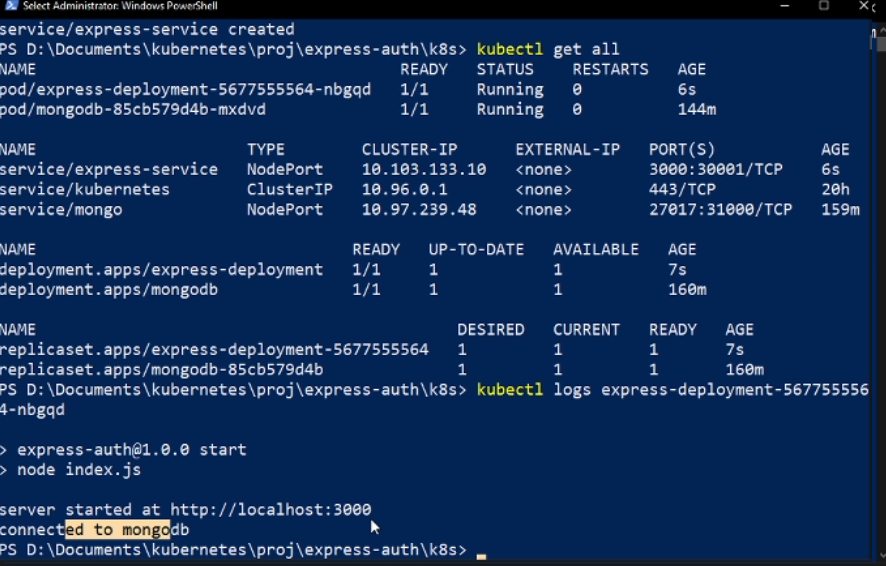 Select Administrator: Windows PowerShell
service/express-service created
PS D:\Documents\kubernetes\proj\express-auth\k8s> kubectl get all
NAME READY STATUS RESTARTS AGE
pod/express-deployment-5677555564-nbgqd 1/1 Running 0 6s
pod/mongodb-85cb579d4b-mxdvd 1/1 Running 0 144m
NAME TYPE CLUSTER-IP EXTERNAL-IP PORT(S) AGE
service/express-service NodePort 10.103.133.10 <none> 3000:30001/TCP 6s
service/kubernetes ClusterIP 10.96.0.1 <none> 443/TCP 20h
service/mongo NodePort 10.97.239.48 <none> 27017:31000/TCP 159m
NAME READY UP-TO-DATE AVAILABLE AGE
deployment.apps/express-deployment 1/1 1 1 7s
deployment.apps/mongodb 1/1 1 1 160m
NAME DESIRED CURRENT READY AGE
replicaset.apps/express-deployment-5677555564 1 1 1 7s
replicaset.apps/mongodb-85cb579d4b 1 1 1 160m
PS D:\Documents\kubernetes\proj\express-auth\k8s> kubectl logs express-deployment-567755556
4-nbgqd
> express-auth@1.0.0 start
> node index.js
server started at http://localhost:3000
connected to mongodb
PS D:\Documents\kubernetes\proj\express-auth\k8s>